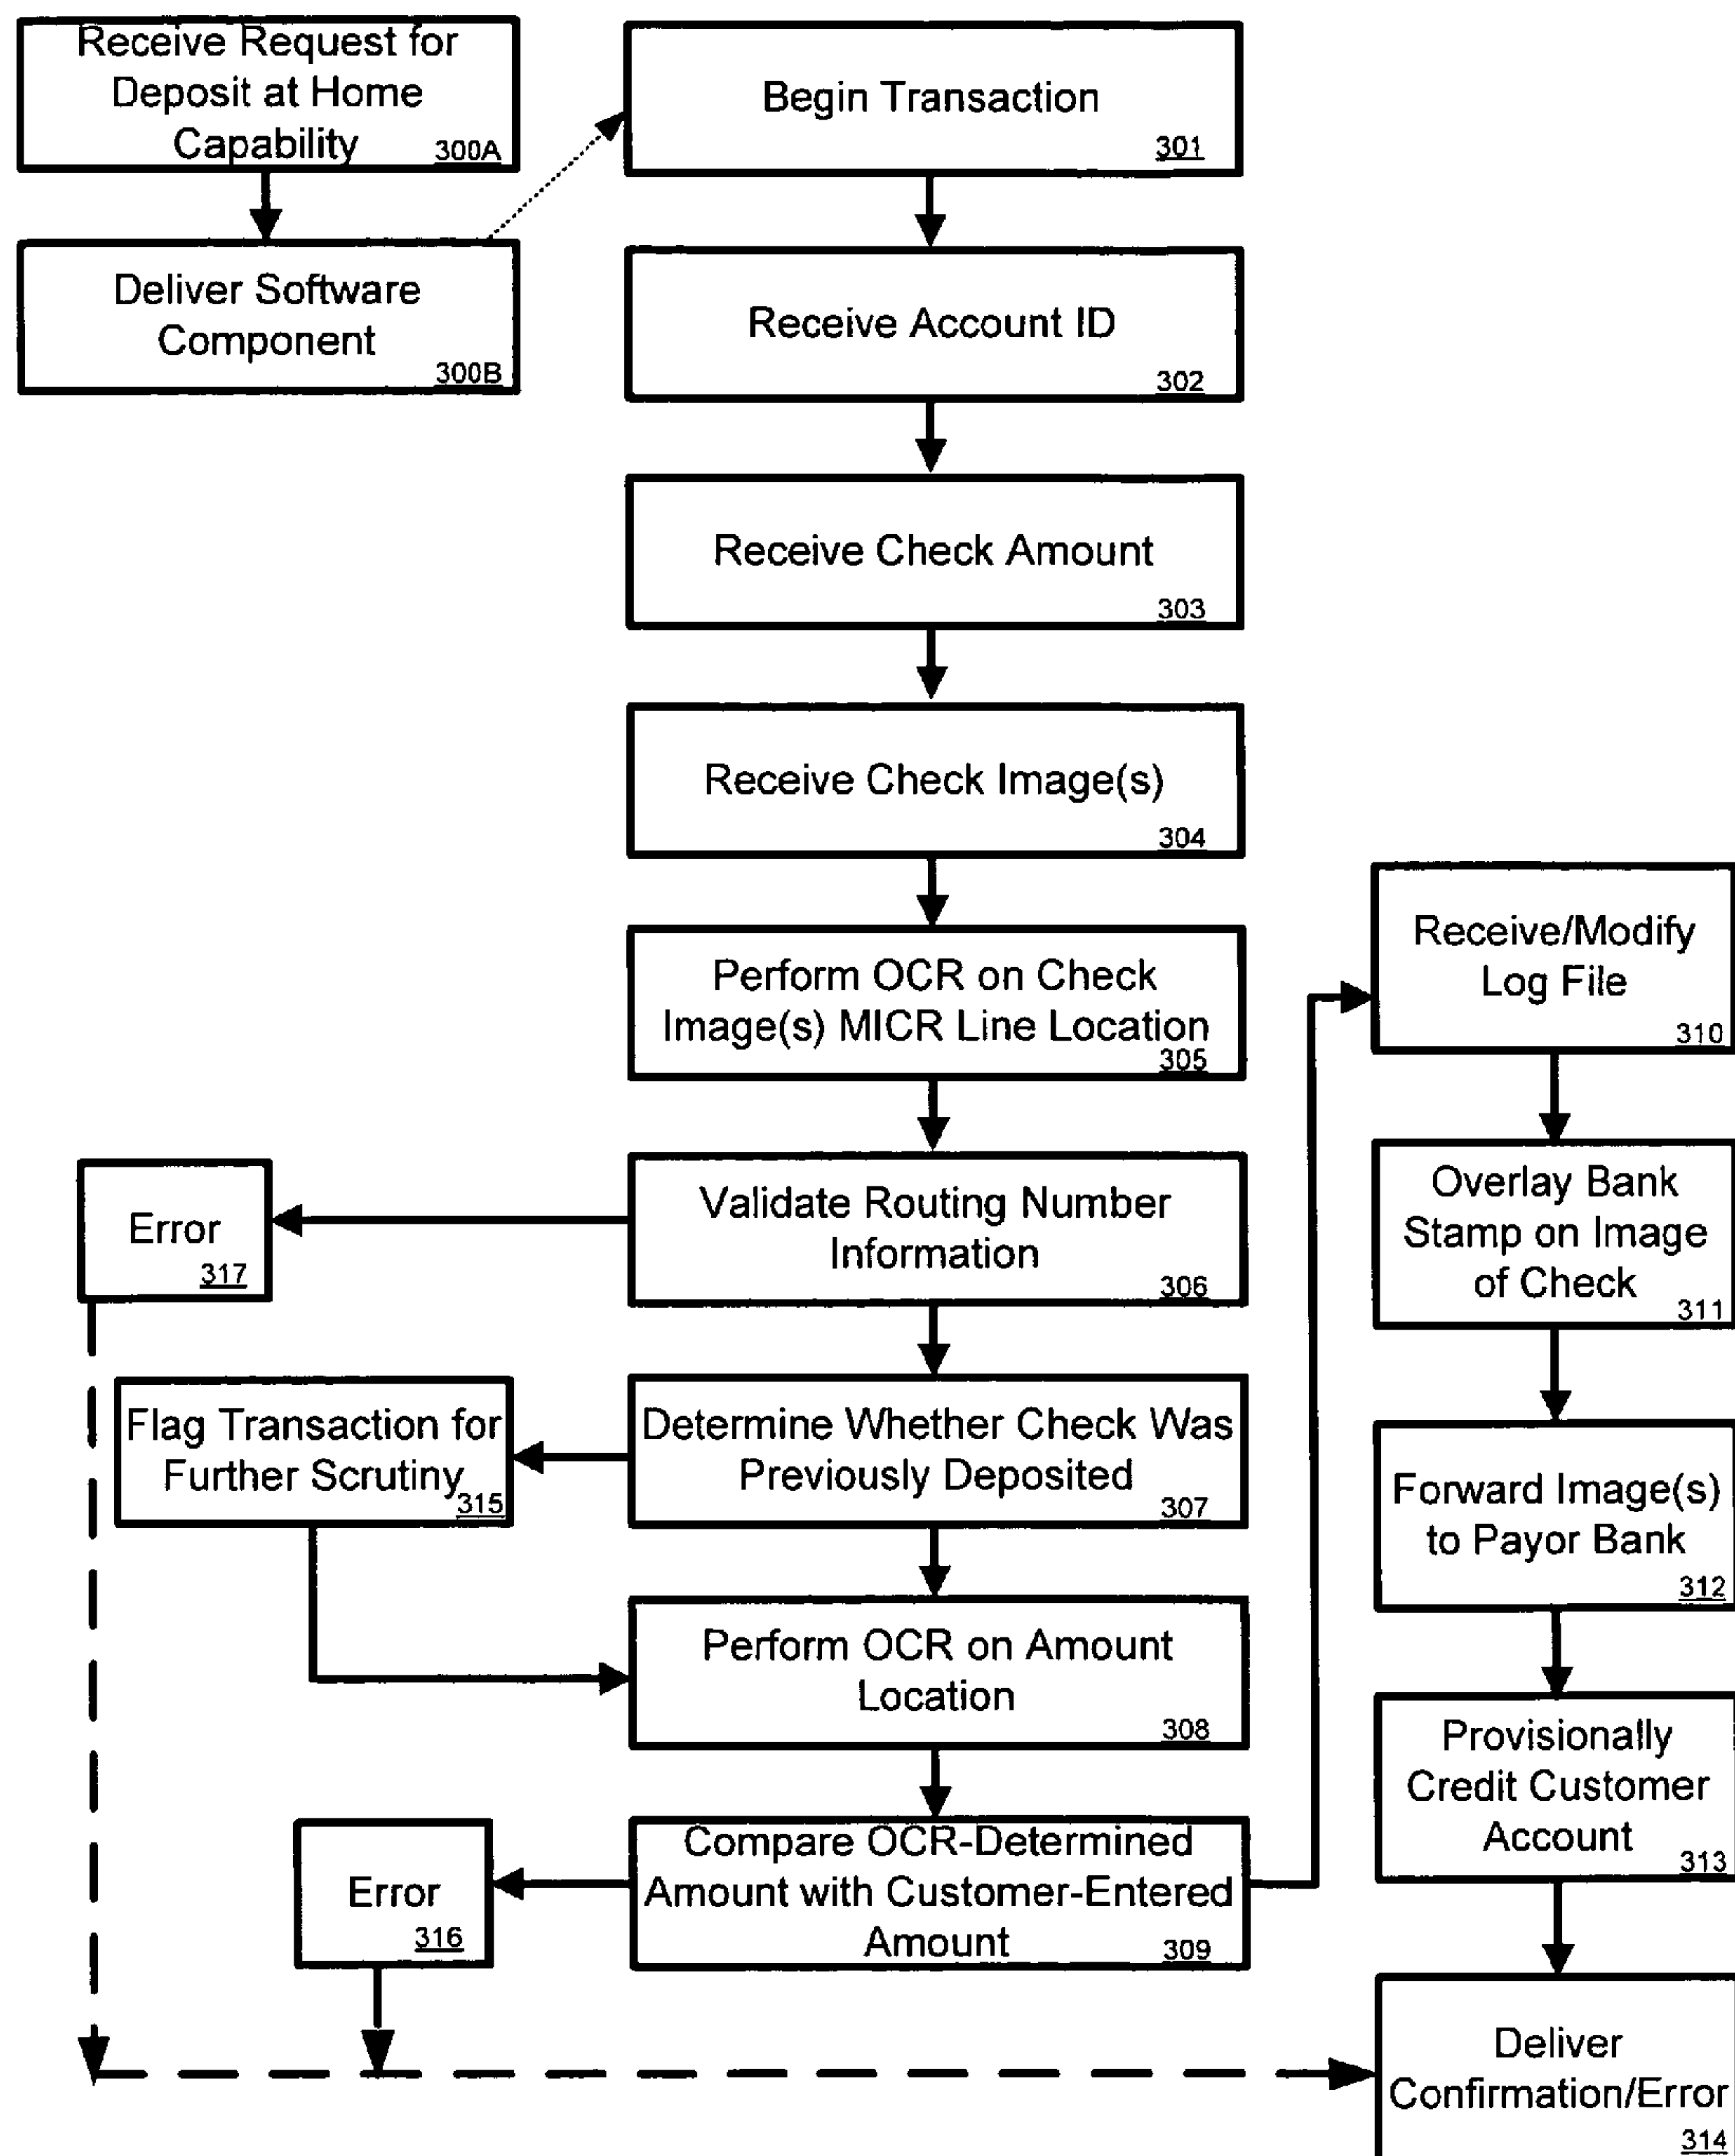 Receive Request for
Deposit at Home
Capability
300A
Deliver Software
Component
300B
Begin Transaction
301
Receive Account ID
302
Receive Check Amount
303
Receive Check Image(s)
304
Perform OCR on Check
Image(s) MICR Line Location
305
Validate Routing Number
Information
306
Error
317
Determine Whether Check Was
Previously Deposited
307
Flag Transaction for
Further Scrutiny
315
Perform OCR on Amount
Location
308
Compare OCR-Determined
Amount with Customer-Entered
Amount
309
Error
316
Receive/Modify
Log File
310
Overlay Bank
Stamp on Image
of Check
311
Forward Image(s)
to Payor Bank
312
Provisionally
Credit Customer
Account
313
Deliver
Confirmation/Error
314